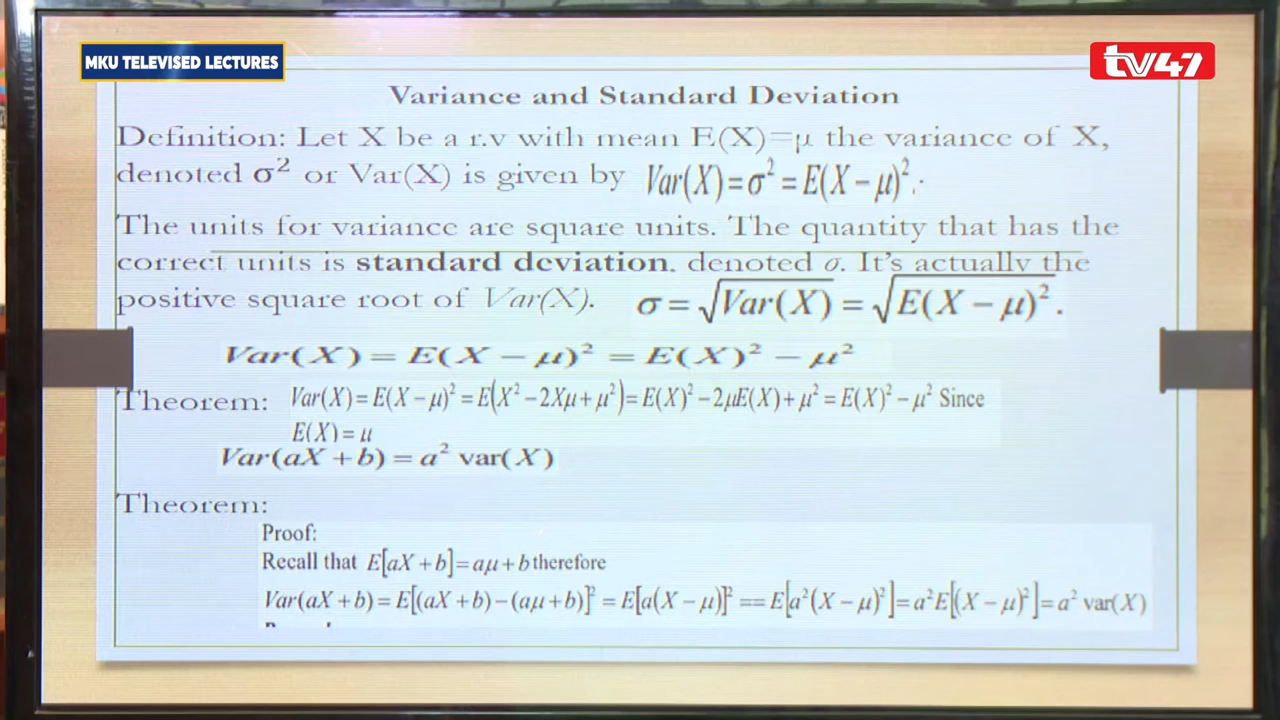 MKU TELEVISED LECTURES
tv47
Variance and Standard Deviation
Definition: Let X be a r.v with mean E(X)=μ the variance of X,
denoted σ² or Var(X) is given by Var(X) = σ² = E(X − μ)².
The units for variance are square units. The quantity that has the
correct units is standard deviation, denoted σ. It's actually the
positive square root of Var(X). σ = √Var(X) = √E(X − μ)².
Var(X) = E(X − μ)² = E(X)² − μ²
Theorem: Var(X) = E(X − μ)² = E(X² − 2Xμ + μ²) = E(X)² − 2μE(X) + μ² = E(X)² − μ² Since
E(X) = μ
Var(aX + b) = a² var(X)
Theorem:
Proof:
Recall that E[aX + b] = aμ + b therefore
Var(aX + b) = E[(aX + b) − (aμ + b)]² = E[a(X − μ)]² == E[a²(X − μ)²] = a²E[(X − μ)²] = a² var(X)